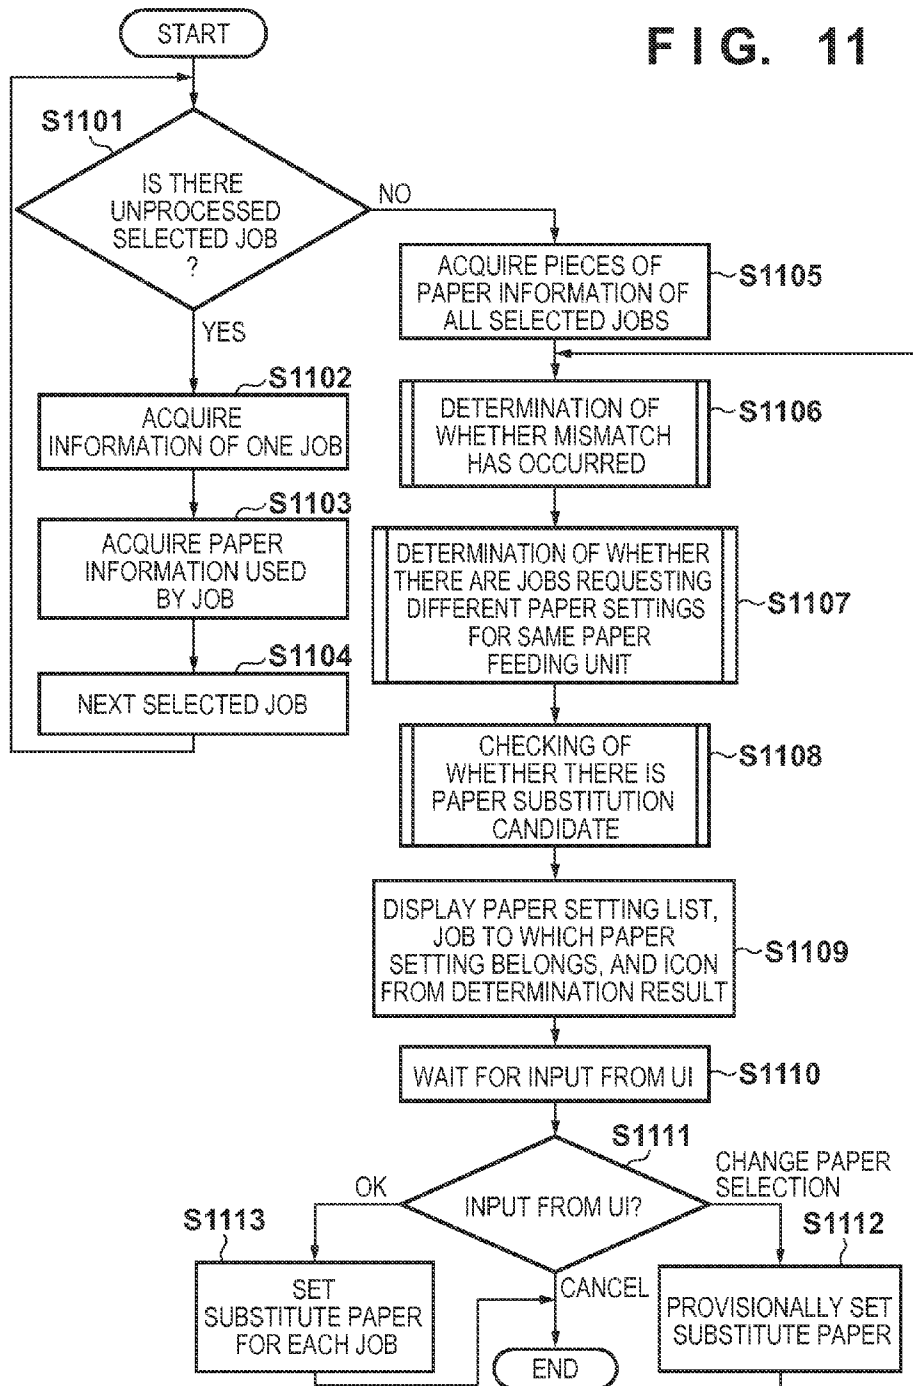 START
FIG. 11
S1101
IS THERE
UNPROCESSED
SELECTED JOB
?
NO
YES
S1102
ACQUIRE
INFORMATION OF ONE JOB
S1103
ACQUIRE PAPER
INFORMATION USED
BY JOB
S1104
NEXT SELECTED JOB
ACQUIRE PIECES OF
PAPER INFORMATION OF
ALL SELECTED JOBS
S1105
DETERMINATION OF
WHETHER MISMATCH
HAS OCCURRED
S1106
DETERMINATION OF WHETHER
THERE ARE JOBS REQUESTING
DIFFERENT PAPER SETTINGS
FOR SAME PAPER
FEEDING UNIT
S1107
CHECKING OF
WHETHER THERE IS
PAPER SUBSTITUTION
CANDIDATE
S1108
DISPLAY PAPER SETTING LIST,
JOB TO WHICH PAPER
SETTING BELONGS, AND ICON
FROM DETERMINATION RESULT
S1109
WAIT FOR INPUT FROM UI
S1110
S1111
INPUT FROM UI?
OK
CHANGE PAPER
SELECTION
CANCEL
S1113
SET
SUBSTITUTE PAPER
FOR EACH JOB
S1112
PROVISIONALLY SET
SUBSTITUTE PAPER
END